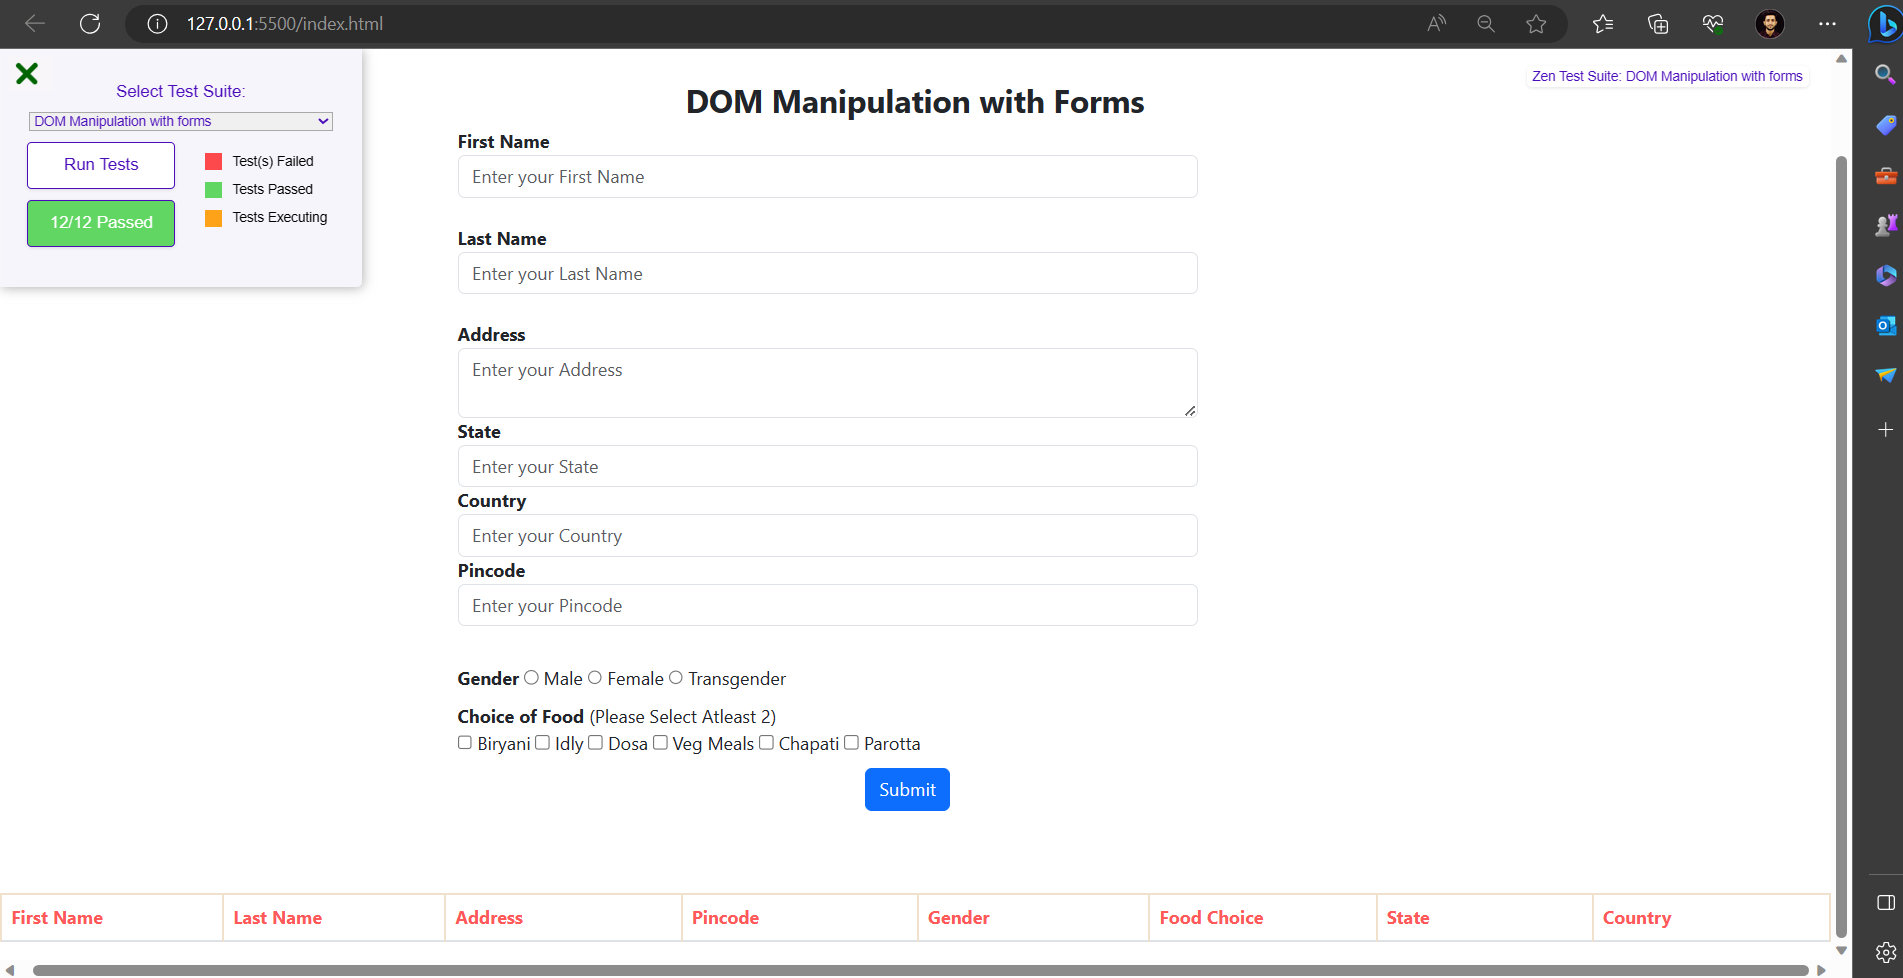 127.0.0.1:5500/index.html
Select Test Suite:
DOM Manipulation with forms
Run Tests
12/12 Passed
Test(s) Failed
Tests Passed
Tests Executing
Zen Test Suite: DOM Manipulation with forms
DOM Manipulation with Forms
First Name
Enter your First Name
Last Name
Enter your Last Name
Address
Enter your Address
State
Enter your State
Country
Enter your Country
Pincode
Enter your Pincode
Gender Male Female Transgender
Choice of Food (Please Select Atleast 2)
Biryani Idly Dosa Veg Meals Chapati Parotta
Submit
First Name Last Name Address Pincode Gender Food Choice State Country